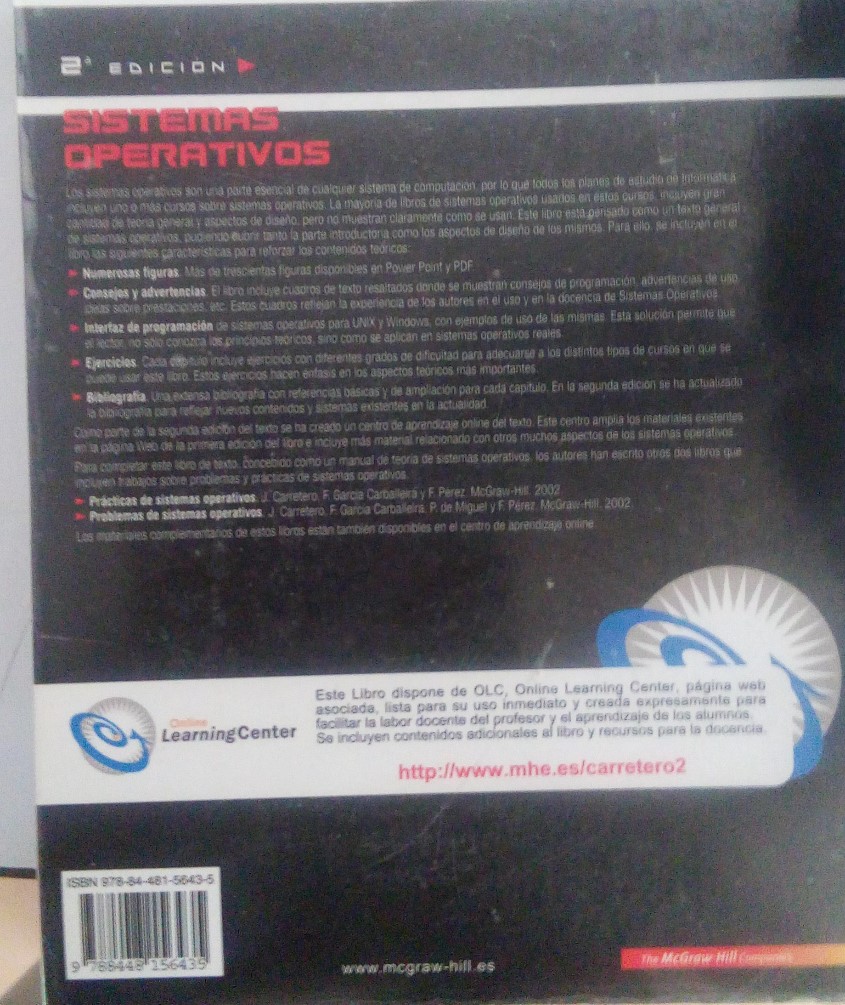 2ª EDICIÓN
SISTEMAS
OPERATIVOS
Los sistemas operativos son una parte esencial de cualquier sistema de computación, por lo que todos los planes de estudio de Informática
incluyen uno o más cursos sobre sistemas operativos. La mayoría de libros de sistemas operativos usados en estos cursos, incluyen gran
cantidad de teoría general y aspectos de diseño, pero no muestran claramente como se usan. Este libro está pensado como un texto general
de sistemas operativos, pudiendo cubrir tanto la parte introductoria como los aspectos de diseño de los mismos. Para ello, se incluyen en el
libro las siguientes características para reforzar los contenidos teóricos:
Numerosas figuras. Más de trescientas figuras disponibles en Power Point y PDF.
Consejos y advertencias. El libro incluye cuadros de texto resaltados donde se muestran consejos de programación, advertencias de uso,
ideas sobre prestaciones, etc. Estos cuadros reflejan la experiencia de los autores en el uso y en la docencia de Sistemas Operativos.
Interfaz de programación de sistemas operativos para UNIX y Windows, con ejemplos de uso de las mismas. Esta solución permite que
el lector, no sólo conozca los principios teóricos, sino como se aplican en sistemas operativos reales.
Ejercicios. Cada capítulo incluye ejercicios con diferentes grados de dificultad para adecuarse a los distintos tipos de cursos en que se
puede usar este libro. Estos ejercicios hacen énfasis en los aspectos teóricos más importantes.
Bibliografía. Una extensa bibliografía con referencias básicas y de ampliación para cada capítulo. En la segunda edición se ha actualizado
la bibliografía para reflejar nuevos contenidos y sistemas existentes en la actualidad.
Como parte de la segunda edición del texto se ha creado un centro de aprendizaje online del texto. Este centro amplía los materiales existentes
en la página Web de la primera edición del libro e incluye más material relacionado con otros muchos aspectos de los sistemas operativos.
Para completar este libro de texto, concebido como un manual de teoría de sistemas operativos, los autores han escrito otros dos libros que
incluyen trabajos sobre problemas y prácticas de sistemas operativos.
Prácticas de sistemas operativos. J. Carretero, F. García Carballeira y F. Pérez. McGraw-Hill. 2002
Problemas de sistemas operativos. J. Carretero, F. García Carballeira, P. de Miguel y F. Pérez. McGraw-Hill. 2002
Los materiales complementarios de estos libros están también disponibles en el centro de aprendizaje online.
Online
LearningCenter
Este Libro dispone de OLC, Online Learning Center, página web
asociada, lista para su uso inmediato y creada expresamente para
facilitar la labor docente del profesor y el aprendizaje de los alumnos.
Se incluyen contenidos adicionales al libro y recursos para la docencia.
http://www.mhe.es/carretero2
ISBN 978-84-481-5643-5
9 788448 156435
www.mcgraw-hill.es
The McGraw Hill Companies